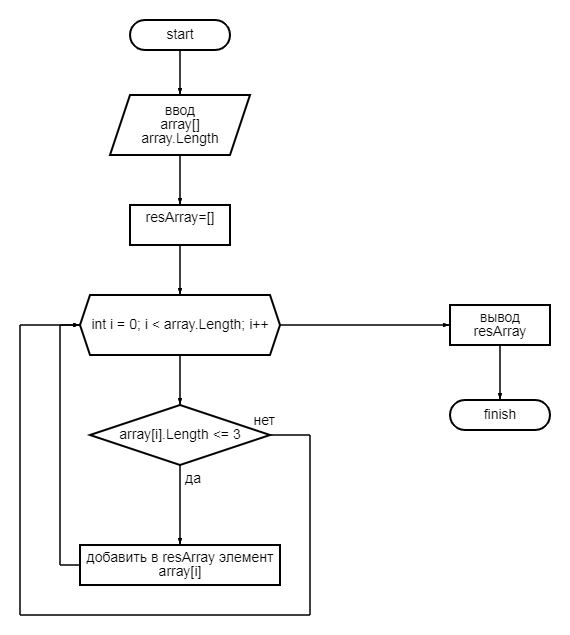 start
ввод
array[]
array.Length
resArray=[]
int i = 0; i < array.Length; i++
вывод
resArray
finish
array[i].Length <= 3
нет
да
добавить в resArray элемент
array[i]